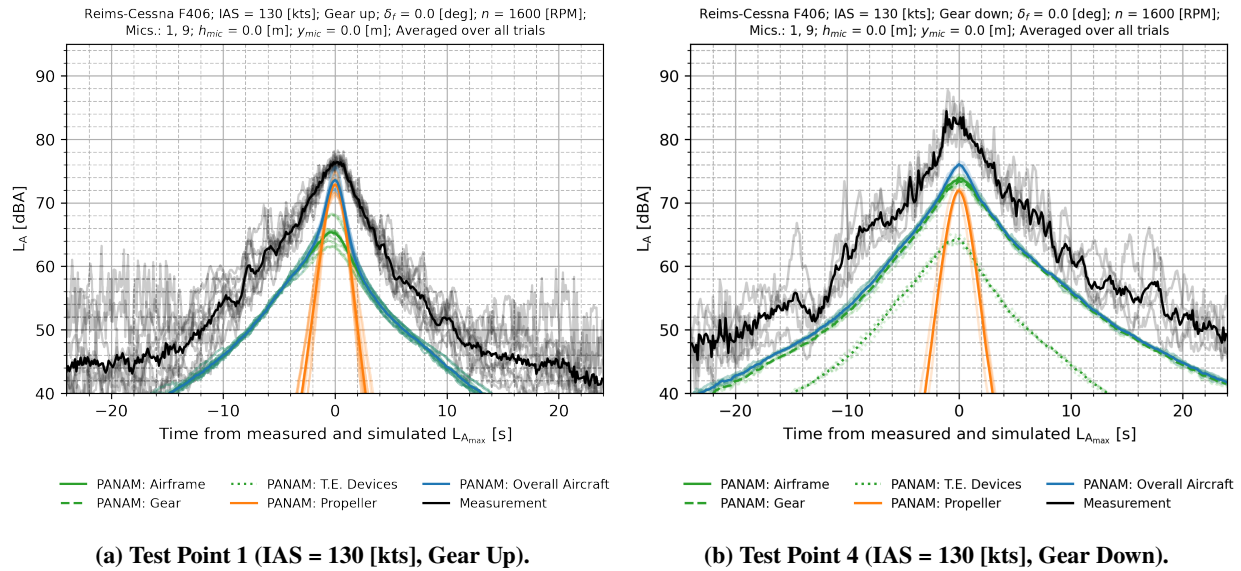 Reims-Cessna F406; IAS = 130 [kts]; Gear up; δf = 0.0 [deg]; n = 1600 [RPM];
Mics.: 1, 9; hmic = 0.0 [m]; ymic = 0.0 [m]; Averaged over all trials
90
80
70
60
50
40
LA [dBA]
−20 −10 0 10 20
Time from measured and simulated LAmax [s]
PANAM: Airframe PANAM: T.E. Devices PANAM: Overall Aircraft
PANAM: Gear PANAM: Propeller Measurement
(a) Test Point 1 (IAS = 130 [kts], Gear Up).
Reims-Cessna F406; IAS = 130 [kts]; Gear down; δf = 0.0 [deg]; n = 1600 [RPM];
Mics.: 1, 9; hmic = 0.0 [m]; ymic = 0.0 [m]; Averaged over all trials
90
80
70
60
50
40
LA [dBA]
−20 −10 0 10 20
Time from measured and simulated LAmax [s]
PANAM: Airframe PANAM: T.E. Devices PANAM: Overall Aircraft
PANAM: Gear PANAM: Propeller Measurement
(b) Test Point 4 (IAS = 130 [kts], Gear Down).